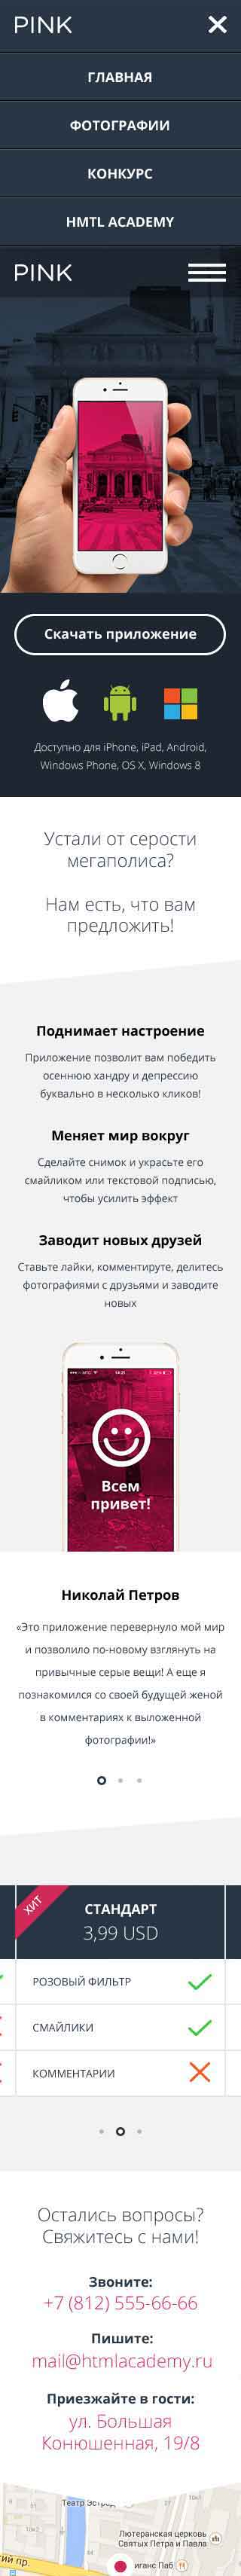 PINK
ГЛАВНАЯ
ФОТОГРАФИИ
КОНКУРС
HMTL ACADEMY
PINK
Скачать приложение
Доступно для iPhone, iPad, Android,
Windows Phone, OS X, Windows 8
Устали от серости
мегаполиса?
Нам есть, что вам
предложить!
Поднимает настроение
Приложение позволит вам победить
осеннюю хандру и депрессию
буквально в несколько кликов!
Меняет мир вокруг
Сделайте снимок и украсьте его
смайликом или текстовой подписью,
чтобы усилить эффект
Заводит новых друзей
Ставьте лайки, комментируте, делитесь
фотографиями с друзьями и заводите
новых
Всем
привет!
Николай Петров
«Это приложение перевернуло мой мир
и позволило по-новому взглянуть на
привычные серые вещи! А еще я
познакомился со своей будущей женой
в комментариях к выложенной
фотографии!»
ХИТ
СТАНДАРТ
3,99 USD
РОЗОВЫЙ ФИЛЬТР
СМАЙЛИКИ
КОММЕНТАРИИ
Остались вопросы?
Свяжитесь с нами!
Звоните:
+7 (812) 555-66-66
Пишите:
mail@htmlacademy.ru
Приезжайте в гости:
ул. Большая
Конюшенная, 19/8
Театр
Лютеранская церковь
Святых Петра и Павла
ий пр.
иганс Паб